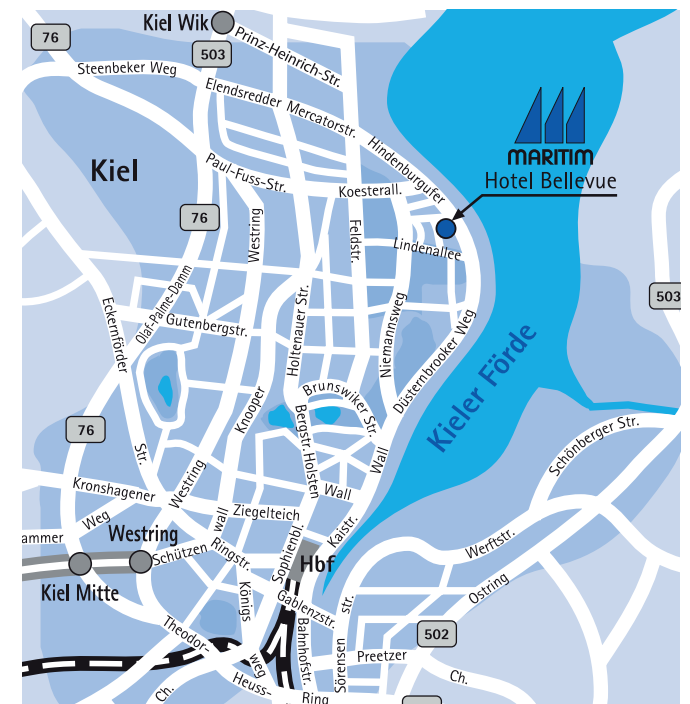 Kiel Wik
76
503
Prinz-Heinrich-Str.
Steenbeker Weg
Elendsredder
Mercatorstr.
Hindenburgufer
MARITIM
Hotel Bellevue
Kiel
Paul-Fuss-Str.
Koesterall.
76
Westring
Feldstr.
Lindenallee
503
Eckernförder
Str.
Olaf-Palme-Damm
Gutenbergstr.
Holtenauer Str.
Niemannsweg
Düsternbrooker Weg
Kieler Förde
Brunswiker Str.
Knooper
wall
Bergstr.
Holsten
Wall
Wall
76
Schönberger Str.
Kronshagener
Weg
Westring
Ziegelteich
Kaistr.
ammer
Westring
Schützen
Ringstr.
Sophienbl.
Hbf
Werftstr.
Kiel Mitte
Königs
weg
Gablenzstr.
Ostring
Bahnhofstr.
Sörensen
str.
502
Theodor-
Heuss-
Ring
Preetzer
Ch.
Ch.